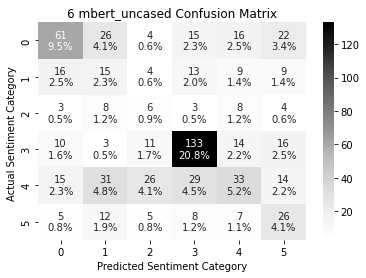 6 mbert_uncased Confusion Matrix
61 26 4 15 16 22
9.5% 4.1% 0.6% 2.3% 2.5% 3.4%
16 15 4 13 9 9
2.5% 2.3% 0.6% 2.0% 1.4% 1.4%
3 8 6 3 8 4
0.5% 1.2% 0.9% 0.5% 1.2% 0.6%
10 3 11 133 14 16
1.6% 0.5% 1.7% 20.8% 2.2% 2.5%
15 31 26 29 33 14
2.3% 4.8% 4.1% 4.5% 5.2% 2.2%
5 12 5 8 7 26
0.8% 1.9% 0.8% 1.2% 1.1% 4.1%
0
1
2
3
4
5
Actual Sentiment Category
0 1 2 3 4 5
Predicted Sentiment Category
120
100
80
60
40
20